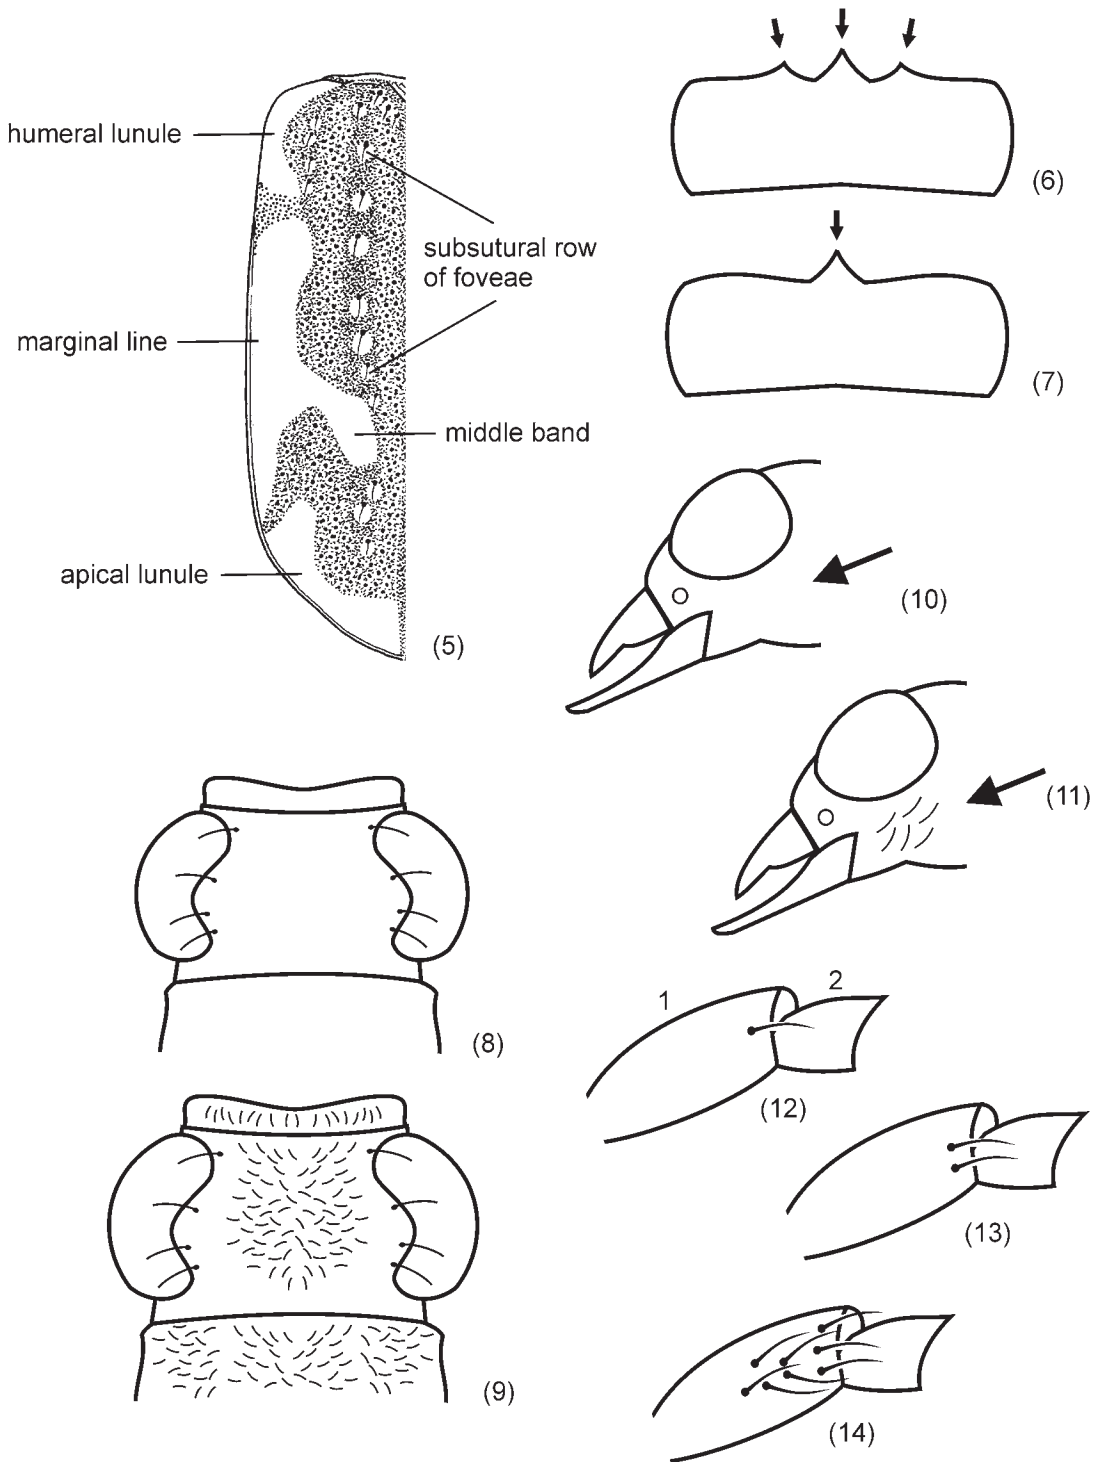 humeral lunule
subsutural row
of foveae
marginal line
middle band
apical lunule
(5)
(6)
(7)
(10)
(11)
(8)
(9)
1
2
(12)
(13)
(14)